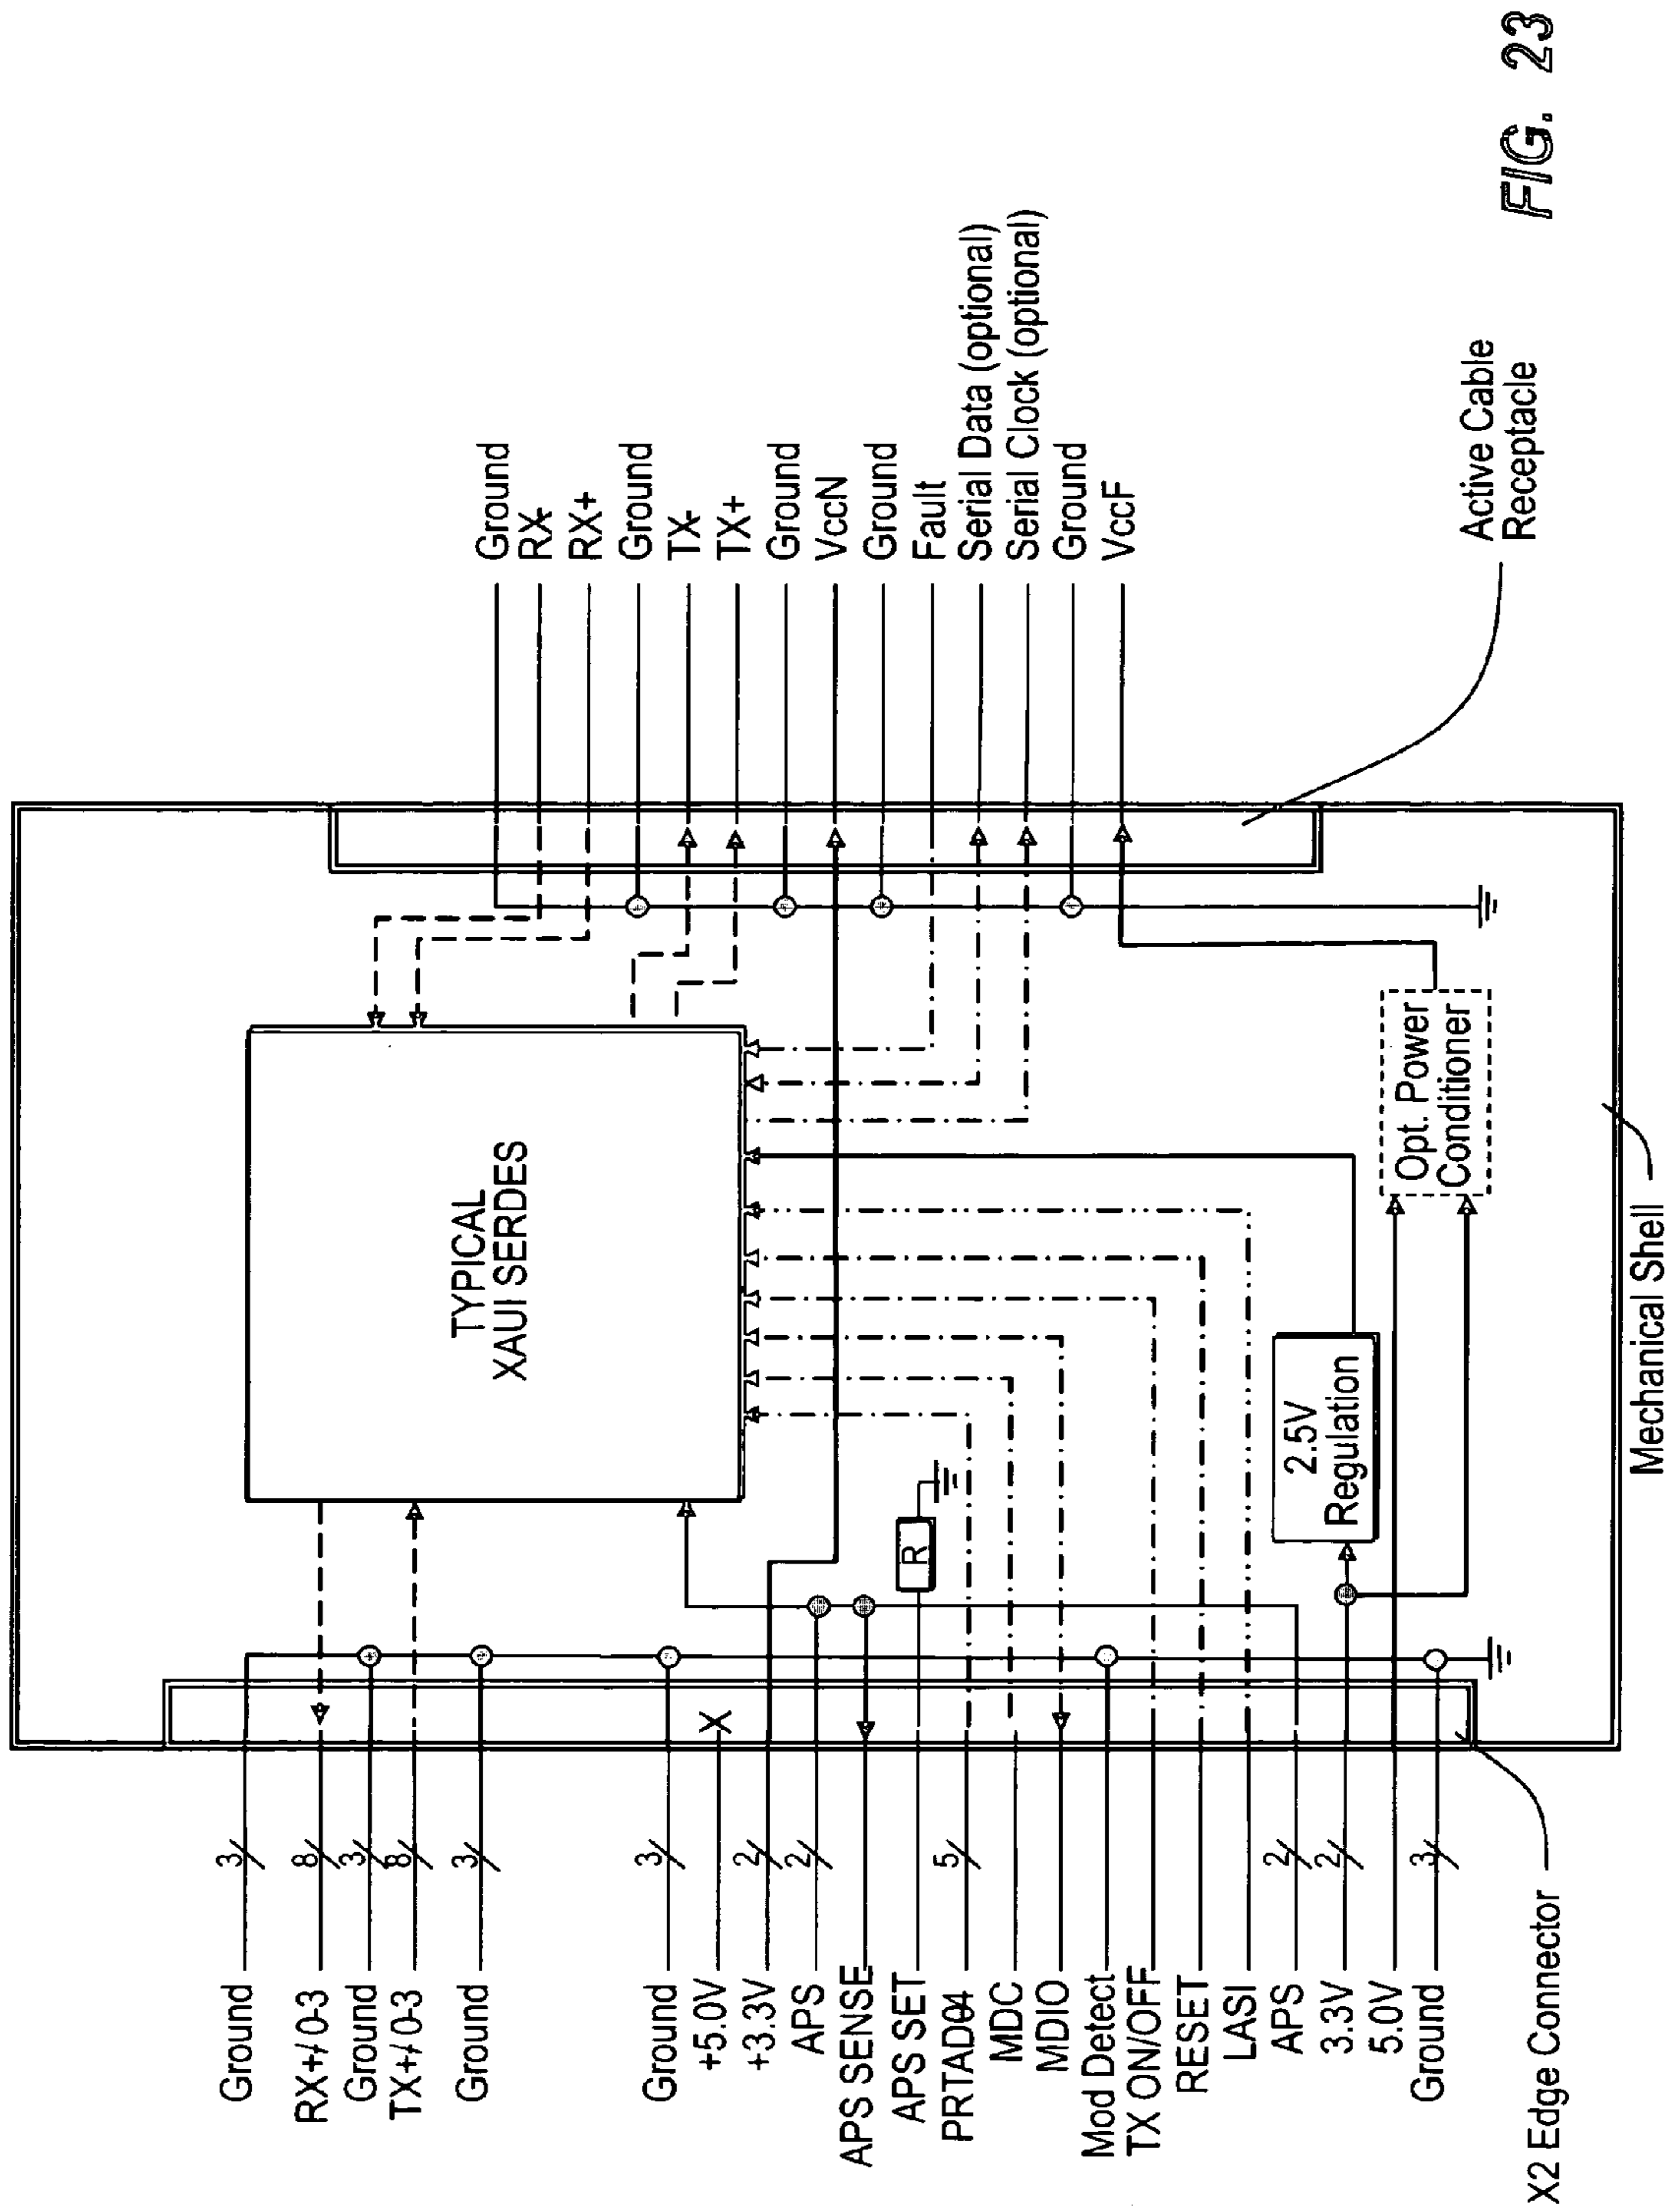 Ground
RX+/ 0-3
Ground
TX+/ 0-3
Ground
Ground
+5.0V
+3.3V
APS
APS SENSE
APS SET
PRTAD04
MDC
MDIO
Mod Detect
TX ON/OFF
RESET
LASI
APS
3.3V
5.0V
Ground
3
8
3
8
3
3
2
2
5
2
2
3
X
X2 Edge Connector
TYPICAL
XAUI SERDES
R
2.5V
Regulation
Opt. Power
Conditioner
Mechanical Shell
Ground
RX-
RX+
Ground
TX-
TX+
Ground
VccN
Ground
Fault
Serial Data (optional)
Serial Clock (optional)
Ground
VccF
Active Cable
Receptacle
FIG. 23